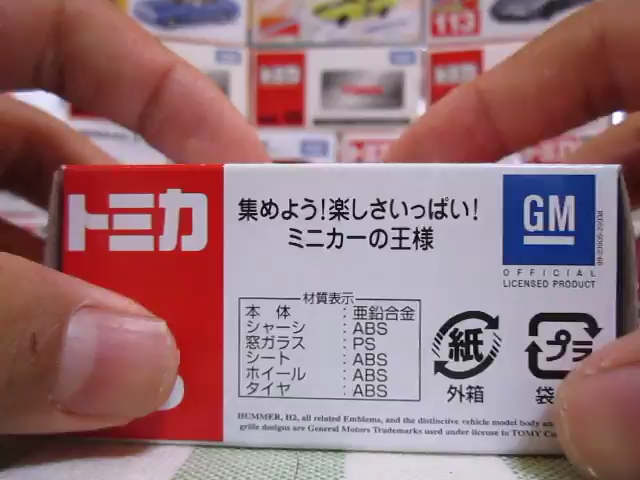 113
トミカ
集めよう!楽しさいっぱい!
ミニカーの王様
GM
OFFICIAL
LICENSED PRODUCT
材質表示
本 体 : 亜鉛合金
シャーシ : ABS
窓ガラス : PS
シート : ABS
ホイール : ABS
タイヤ : ABS
紙
外箱
プラ
袋
HUMMER, H2, all related Emblems, and the distinctive vehicle model body
grille designs are General Motors Trademarks used under license to TOMY